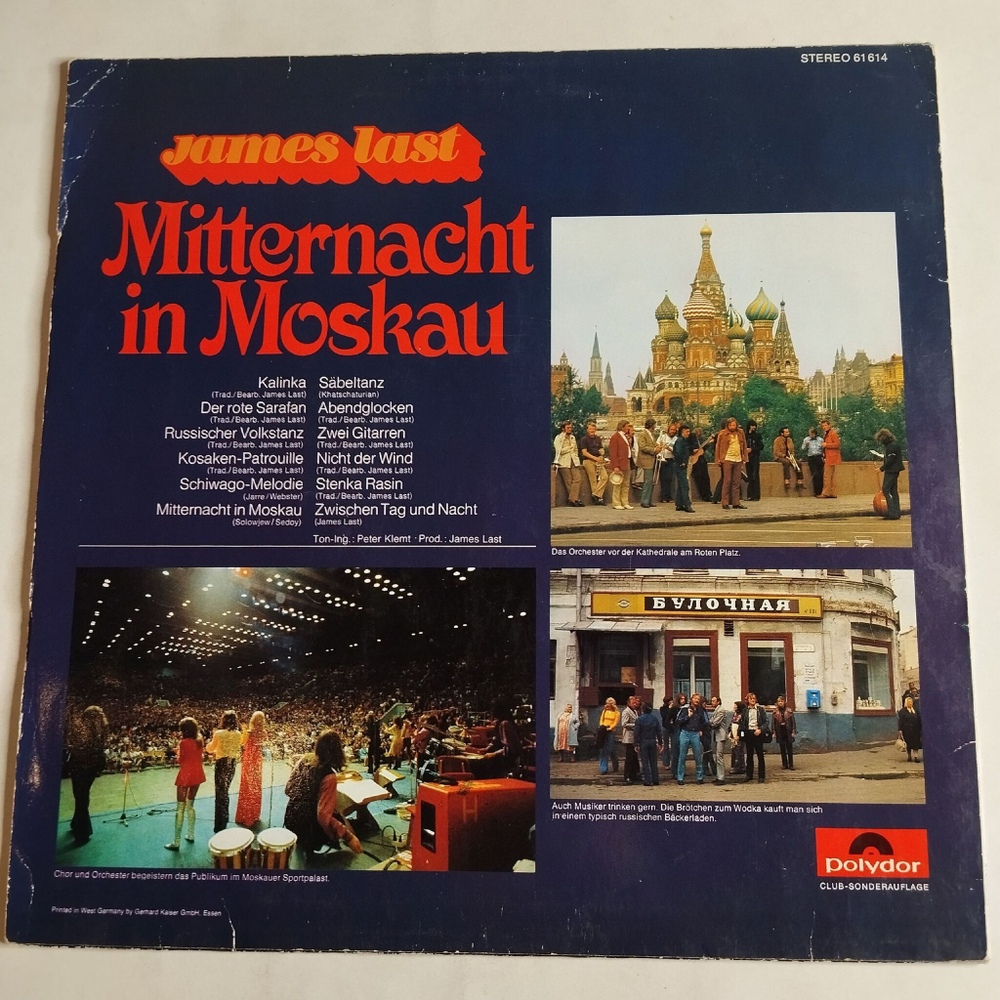 STEREO 61 614
james last
Mitternacht
in Moskau
Kalinka
(Trad./Bearb. James Last)
Der rote Sarafan
(Trad./Bearb. James Last)
Russischer Volkstanz
(Trad./Bearb. James Last)
Kosaken-Patrouille
(Trad./Bearb. James Last)
Schiwago-Melodie
(Jarre/Webster)
Mitternacht in Moskau
(Solowjew/Sedoy)
Säbeltanz
(Khatschaturian)
Abendglocken
(Trad./Bearb. James Last)
Zwei Gitarren
(Trad./Bearb. James Last)
Nicht der Wind
(Trad./Bearb. James Last)
Stenka Rasin
(Trad./Bearb. James Last)
Zwischen Tag und Nacht
(James Last)
Ton-Ing.: Peter Klemt · Prod.: James Last
Das Orchester vor der Kathedrale am Roten Platz.
БУЛОЧНАЯ
Auch Musiker trinken gern. Die Brötchen zum Wodka kauft man sich
in einem typisch russischen Bäckerladen.
Chor und Orchester begeistern das Publikum im Moskauer Sportpalast.
polydor
CLUB-SONDERAUFLAGE
Printed in West Germany by Gerhard Kaiser GmbH, Essen